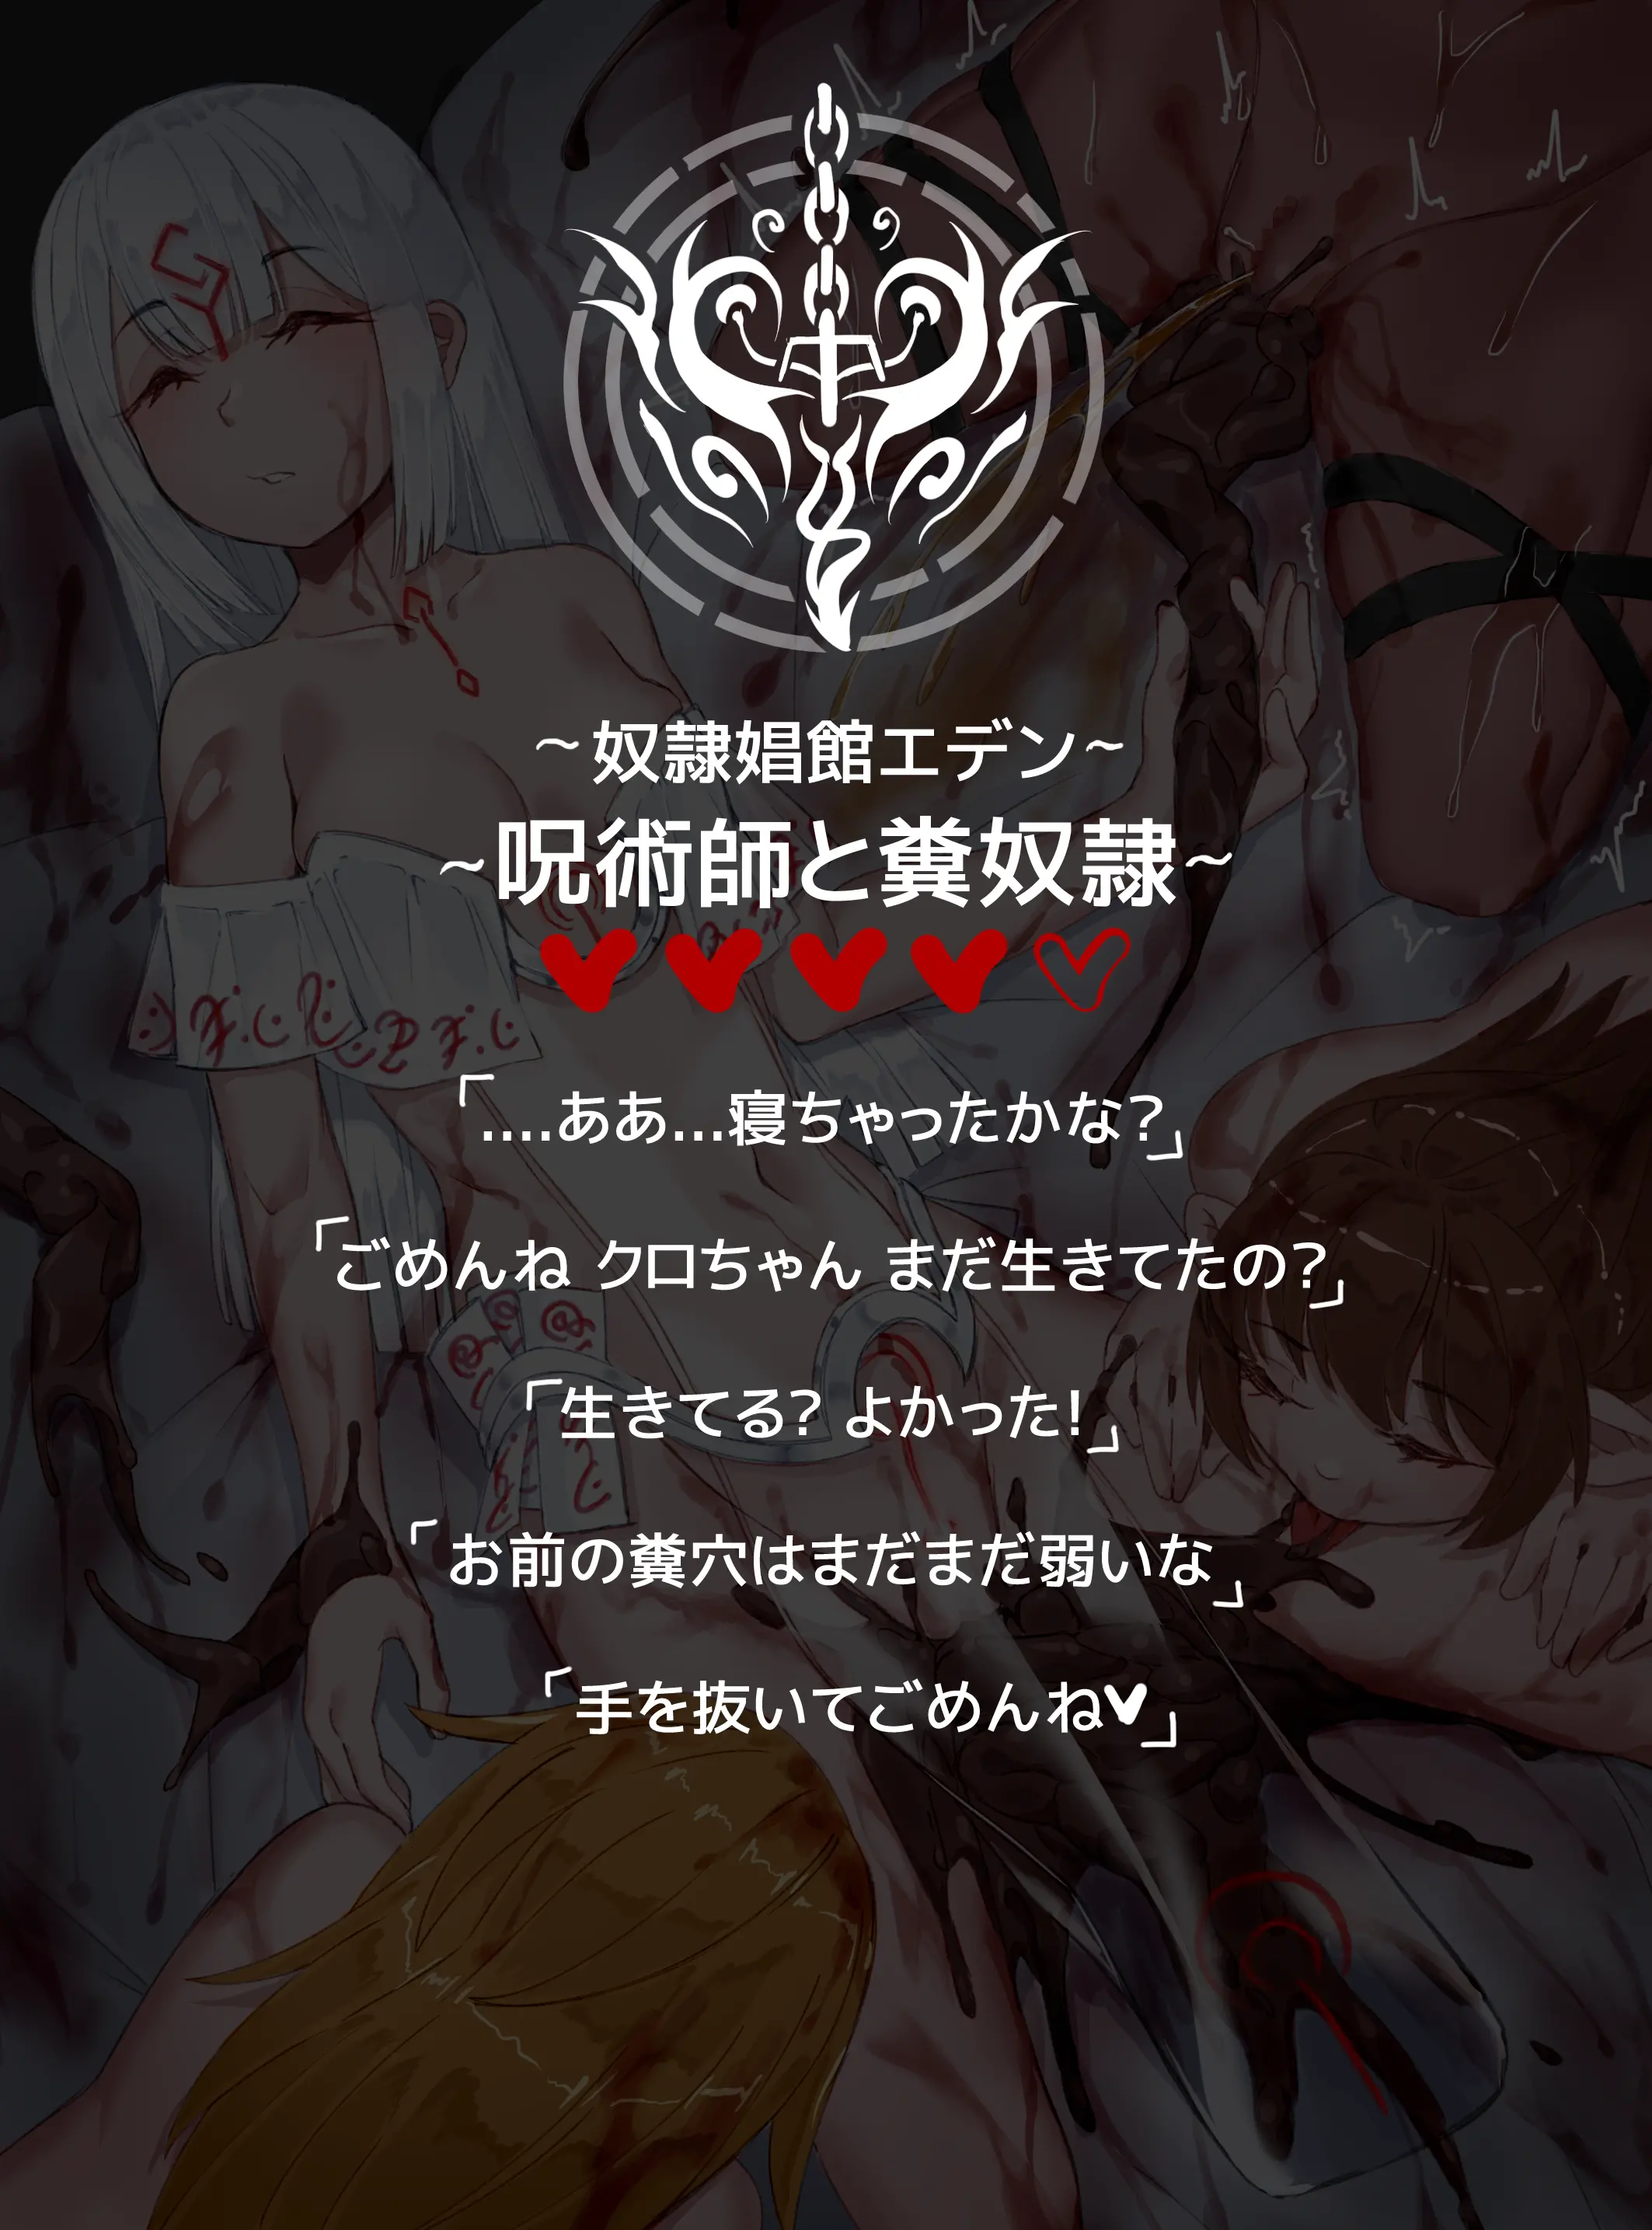 ~奴隷娼館エデン~
~呪術師と糞奴隷~
「....ああ...寝ちゃったかな?」
「ごめんね クロちゃん まだ生きてたの?」
「生きてる? よかった!」
「お前の糞穴はまだまだ弱いな」
「手を抜いてごめんね♥」